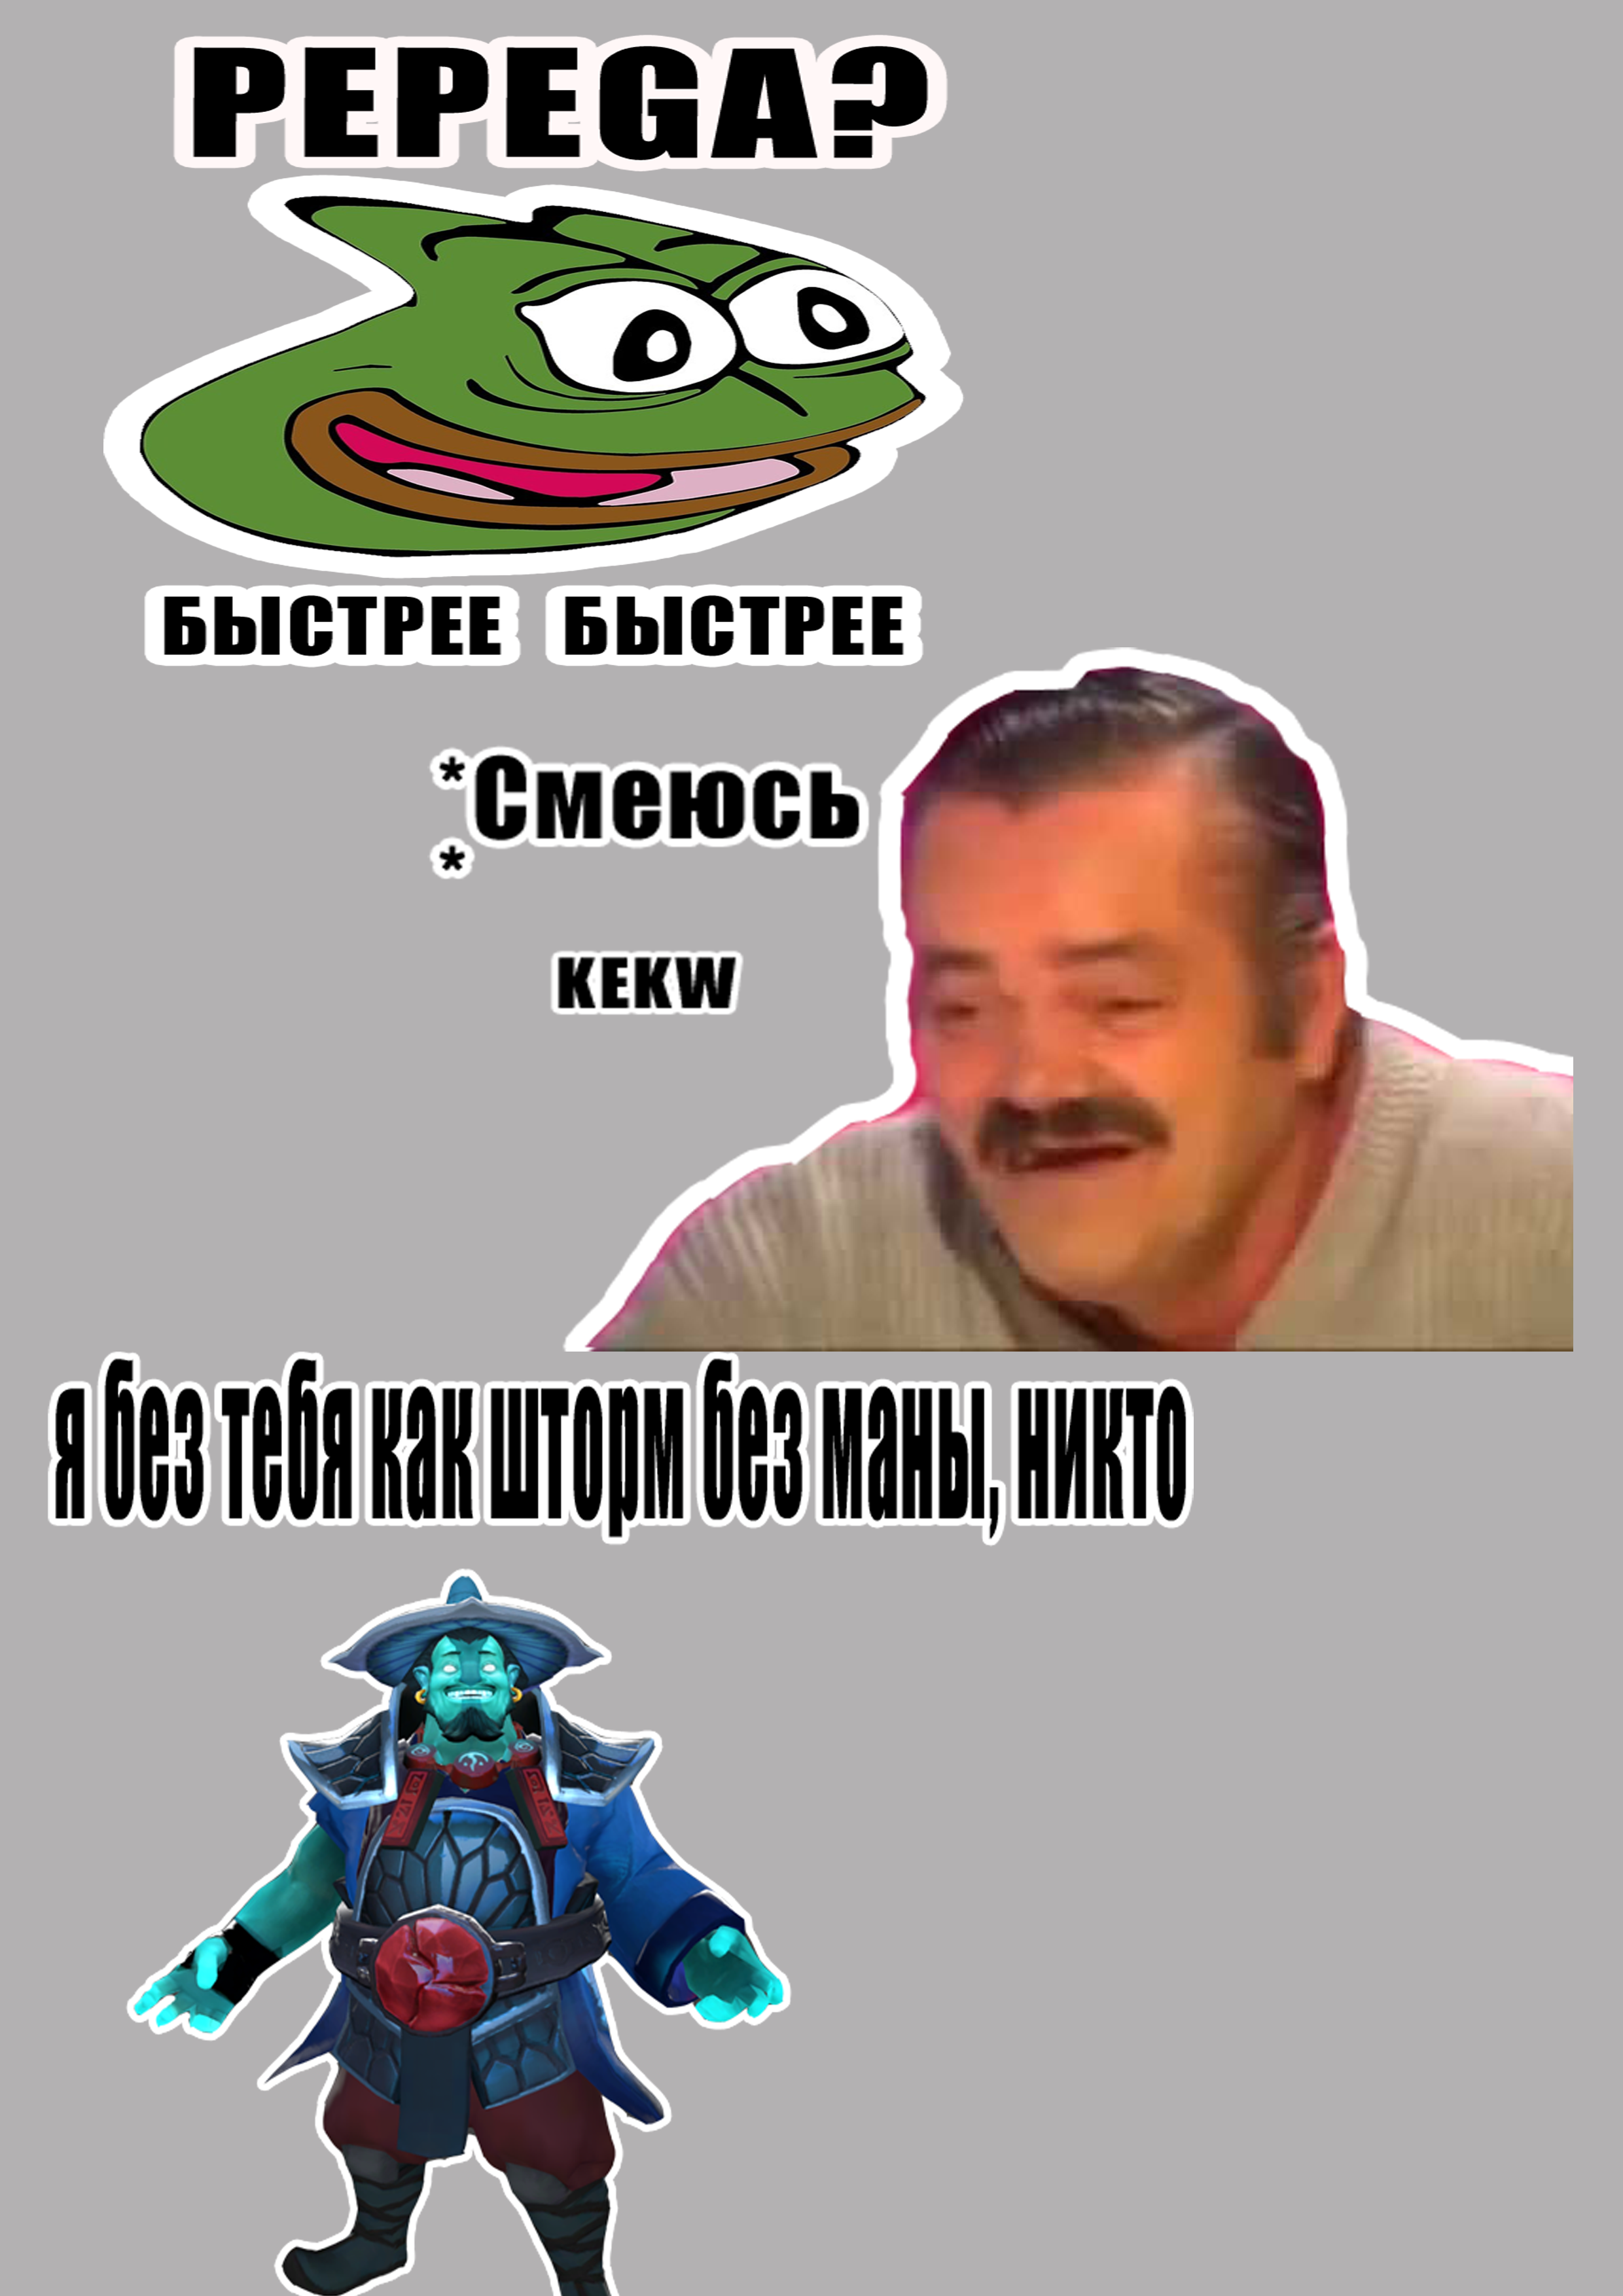 PEPEGA?
БЫСТРЕЕ БЫСТРЕЕ
*Смеюсь
*
KEKW
я без тебя как шторм без маны, никто